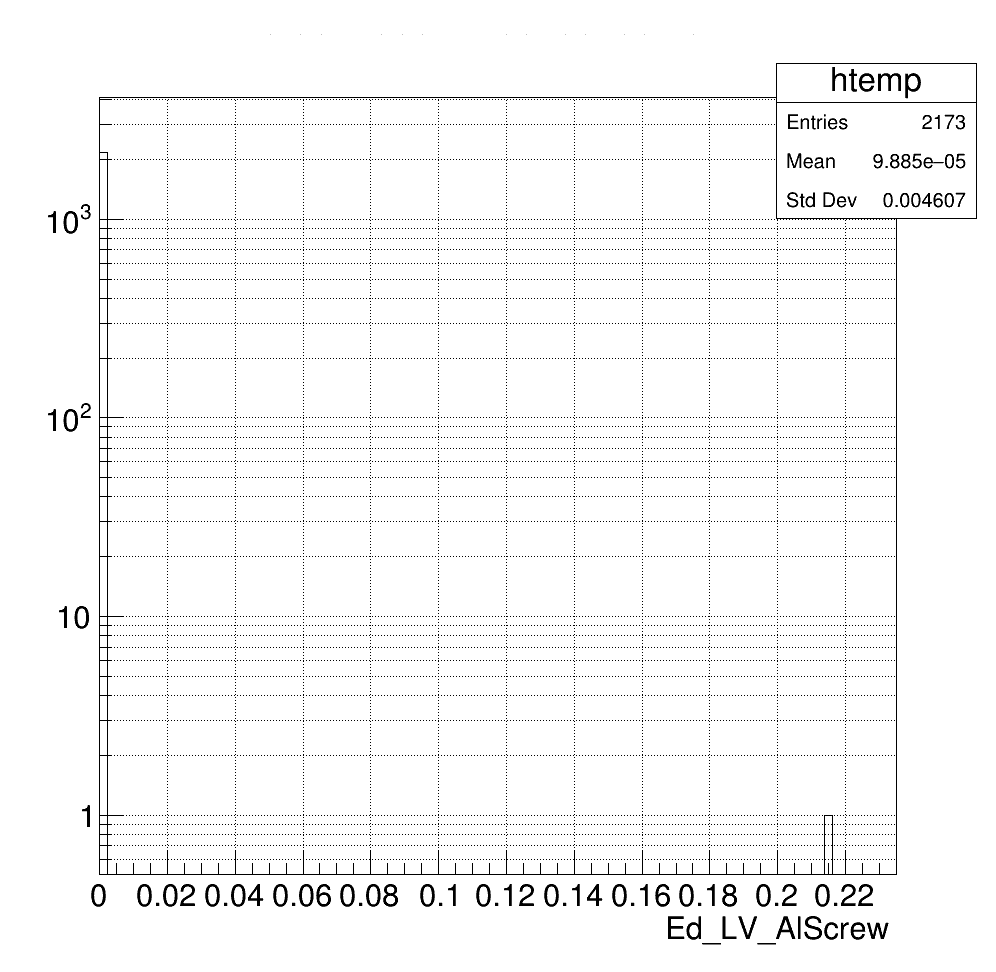 htemp
Entries 2173
Mean 9.885e–05
Std Dev 0.004607
10³
10²
10
1
0 0.02 0.04 0.06 0.08 0.1 0.12 0.14 0.16 0.18 0.2 0.22
Ed_LV_AlScrew